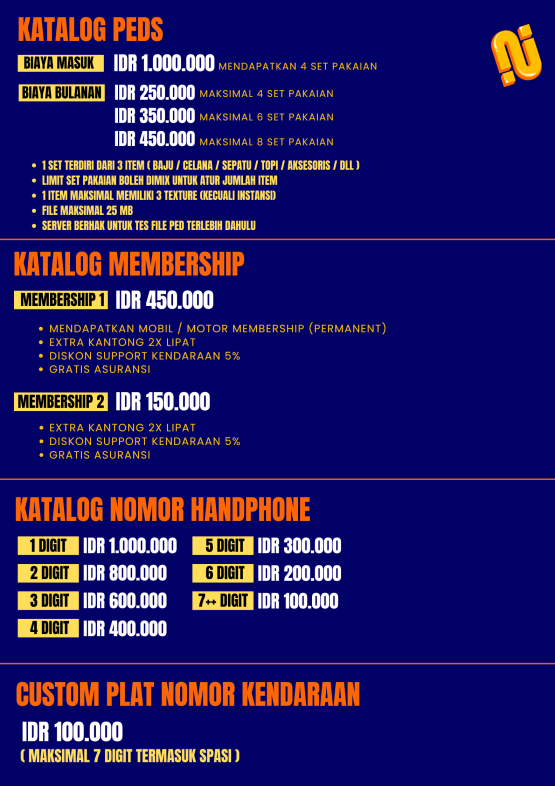 KATALOG PEDS
BIAYA MASUK IDR 1.000.000 MENDAPATKAN 4 SET PAKAIAN
BIAYA BULANAN IDR 250.000 MAKSIMAL 4 SET PAKAIAN
IDR 350.000 MAKSIMAL 6 SET PAKAIAN
IDR 450.000 MAKSIMAL 8 SET PAKAIAN
• 1 SET TERDIRI DARI 3 ITEM ( BAJU / CELANA / SEPATU / TOPI / AKSESORIS / DLL )
• LIMIT SET PAKAIAN BOLEH DIMIX UNTUK ATUR JUMLAH ITEM
• 1 ITEM MAKSIMAL MEMILIKI 3 TEXTURE (KECUALI INSTANSI)
• FILE MAKSIMAL 25 MB
• SERVER BERHAK UNTUK TES FILE PED TERLEBIH DAHULU
KATALOG MEMBERSHIP
MEMBERSHIP 1 IDR 450.000
• MENDAPATKAN MOBIL / MOTOR MEMBERSHIP (PERMANENT)
• EXTRA KANTONG 2X LIPAT
• DISKON SUPPORT KENDARAAN 5%
• GRATIS ASURANSI
MEMBERSHIP 2 IDR 150.000
• EXTRA KANTONG 2X LIPAT
• DISKON SUPPORT KENDARAAN 5%
• GRATIS ASURANSI
KATALOG NOMOR HANDPHONE
1 DIGIT IDR 1.000.000 5 DIGIT IDR 300.000
2 DIGIT IDR 800.000 6 DIGIT IDR 200.000
3 DIGIT IDR 600.000 7++ DIGIT IDR 100.000
4 DIGIT IDR 400.000
CUSTOM PLAT NOMOR KENDARAAN
IDR 100.000
( MAKSIMAL 7 DIGIT TERMASUK SPASI )